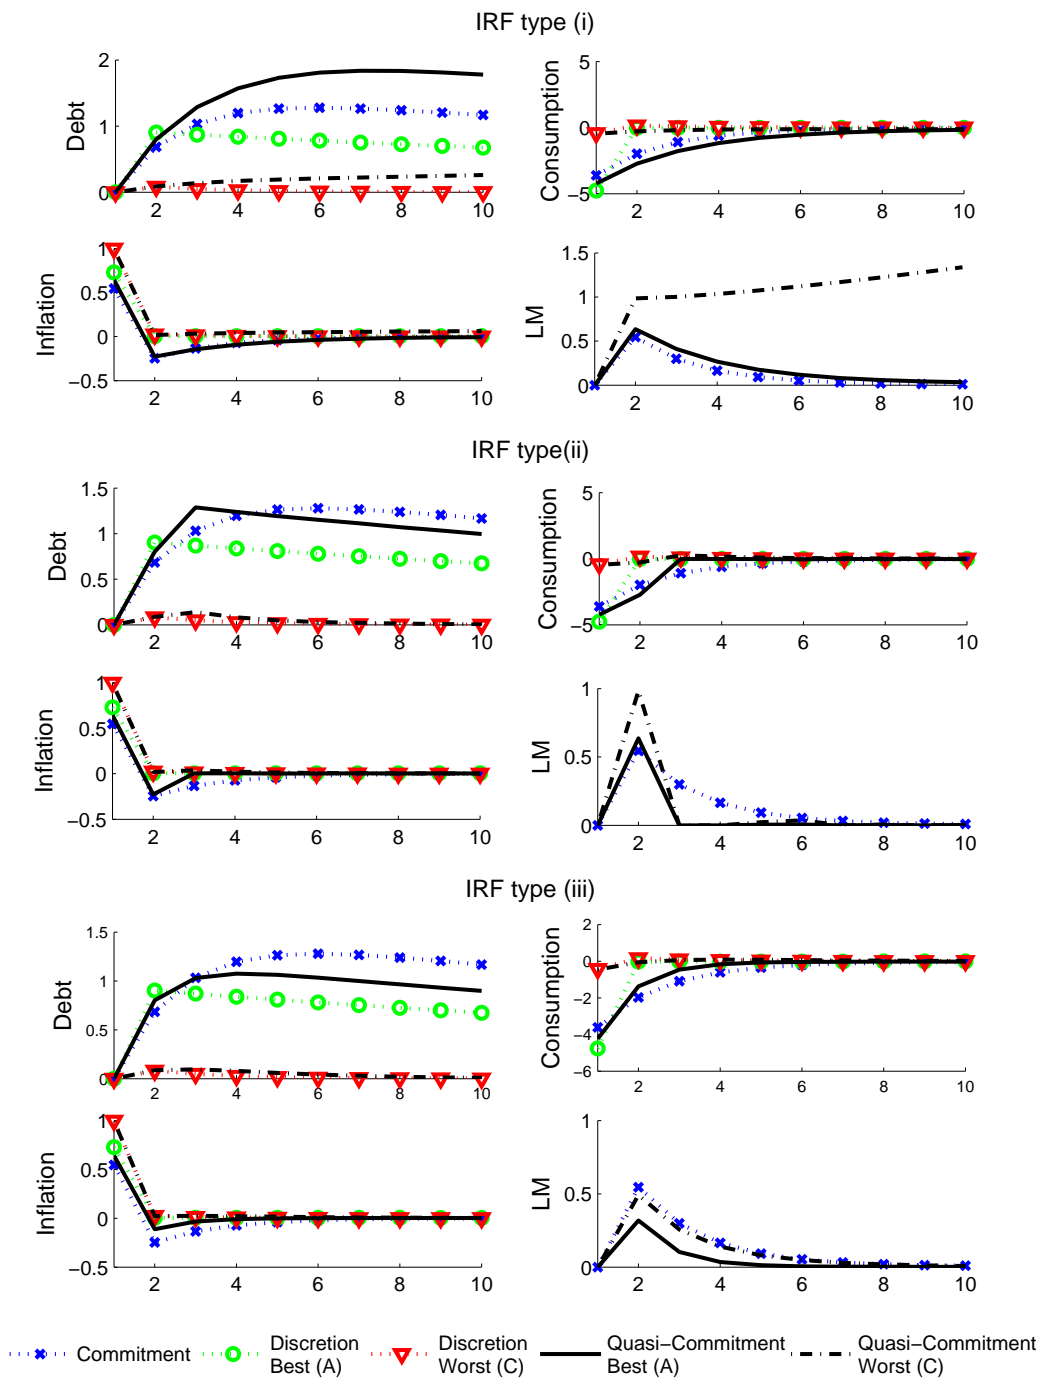 IRF type (i)
Debt
2
1
0
2 4 6 8 10
Consumption
5
0
−5
2 4 6 8 10
Inflation
1
0.5
0
−0.5
2 4 6 8 10
LM
1.5
1
0.5
0
2 4 6 8 10
IRF type(ii)
Debt
1.5
1
0.5
0
2 4 6 8 10
Consumption
5
0
−5
2 4 6 8 10
Inflation
1
0.5
0
−0.5
2 4 6 8 10
LM
1
0.5
0
2 4 6 8 10
IRF type (iii)
Debt
1.5
1
0.5
0
2 4 6 8 10
Consumption
2
0
−2
−4
−6
2 4 6 8 10
Inflation
1
0.5
0
−0.5
2 4 6 8 10
LM
1
0.5
0
2 4 6 8 10
Commitment
Discretion
Best (A)
Discretion
Worst (C)
Quasi−Commitment
Best (A)
Quasi−Commitment
Worst (C)